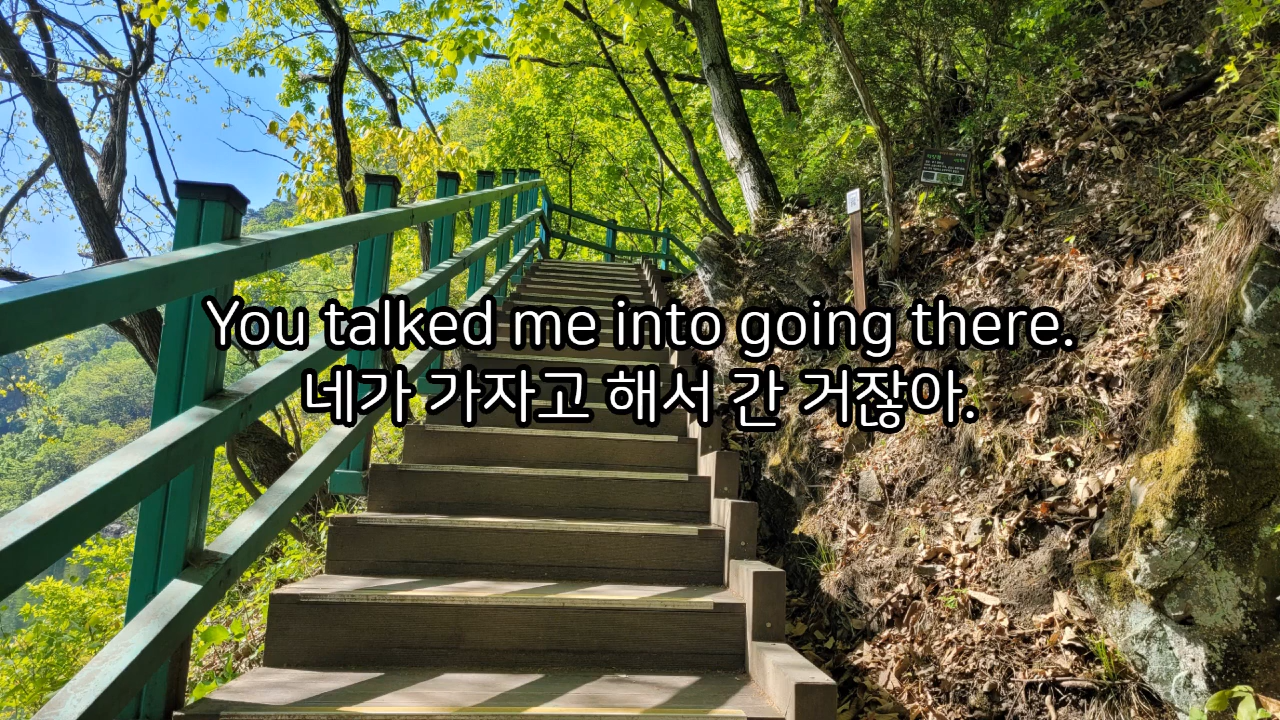 You talked me into going there.
네가 가자고 해서 간 거잖아.